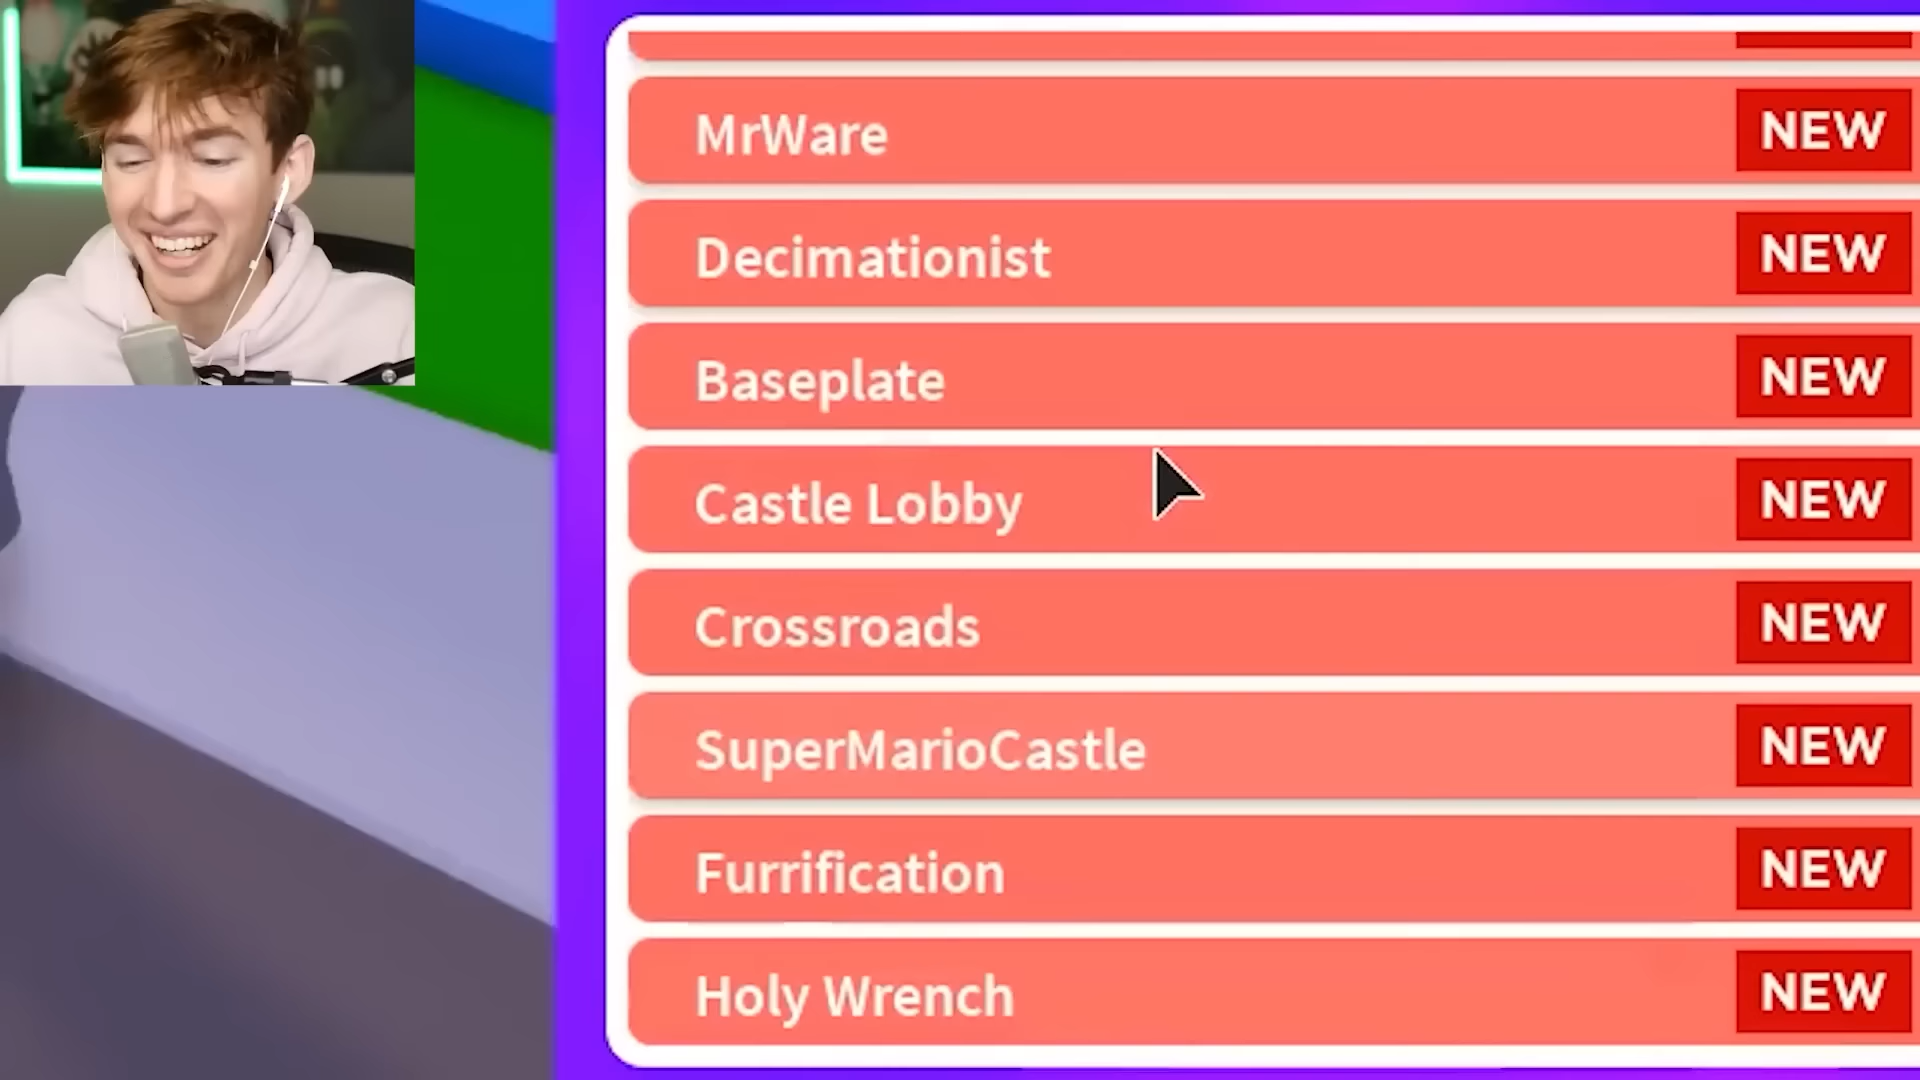 MrWare NEW
Decimationist NEW
Baseplate NEW
Castle Lobby NEW
Crossroads NEW
SuperMarioCastle NEW
Furrification NEW
Holy Wrench NEW